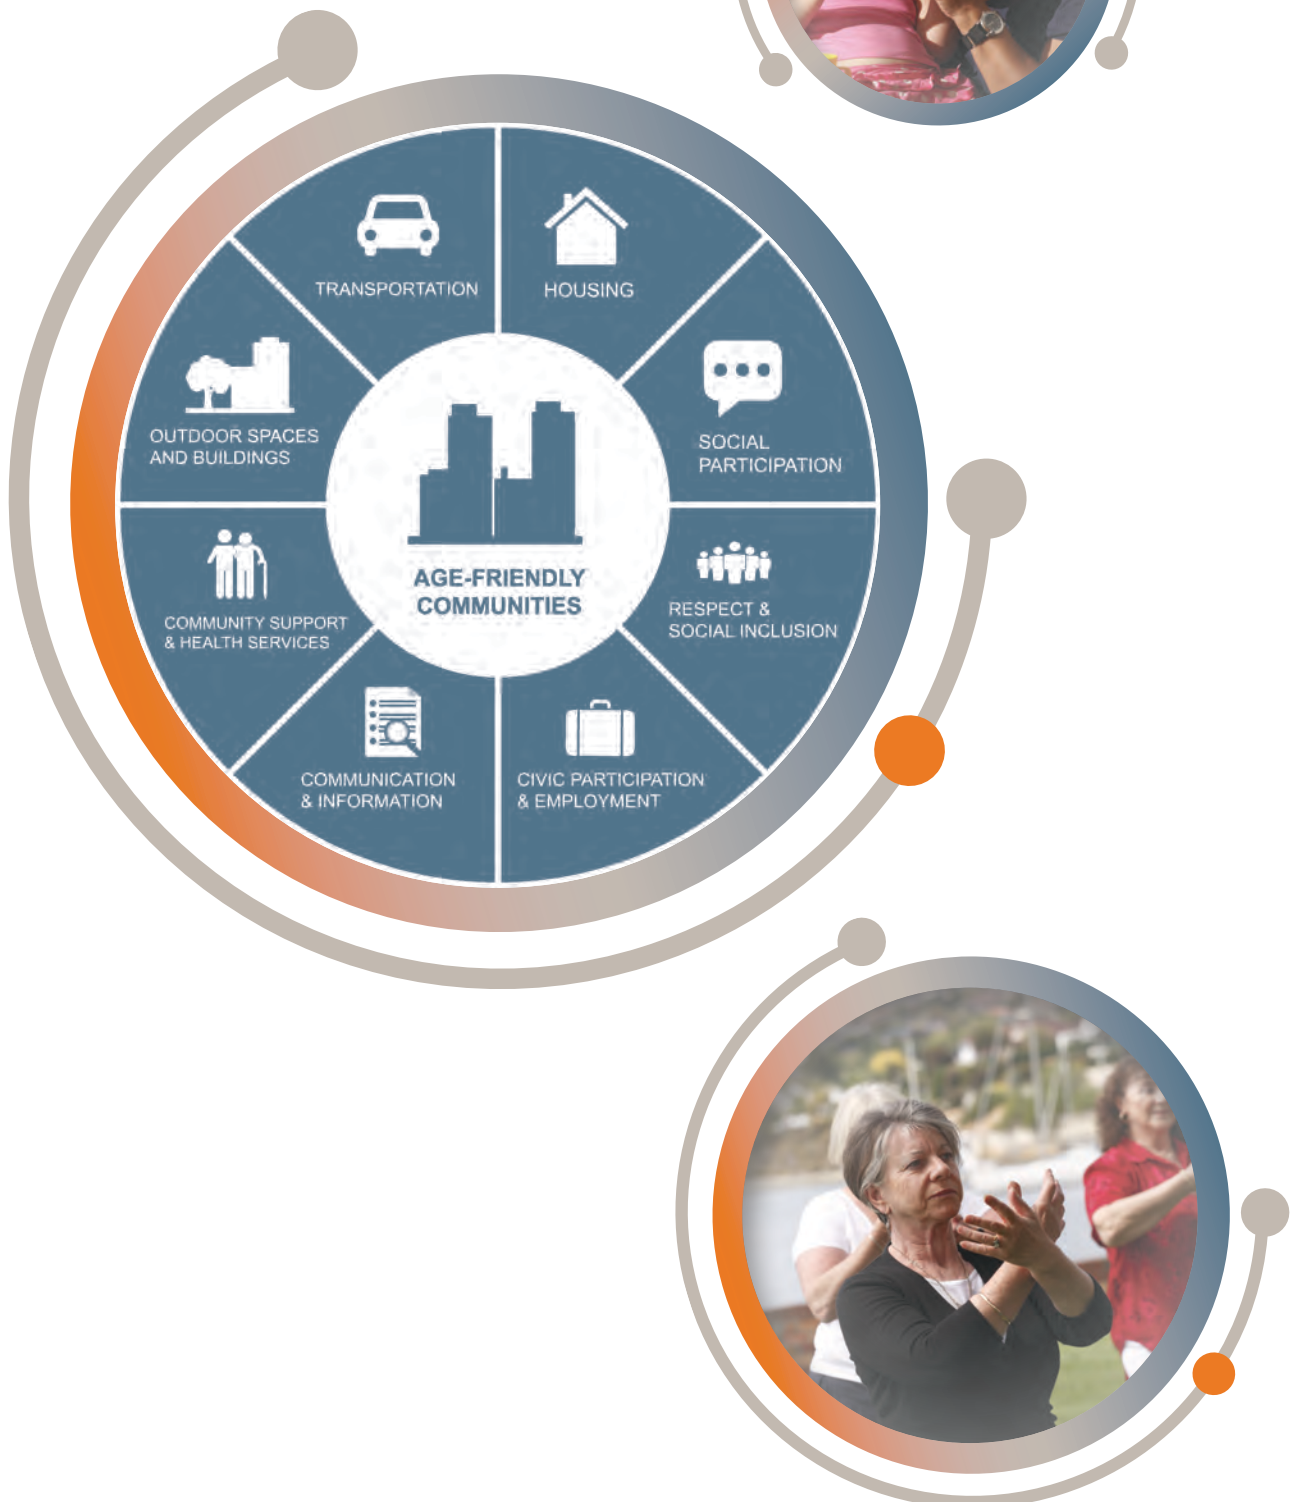 TRANSPORTATION
HOUSING
OUTDOOR SPACES
AND BUILDINGS
SOCIAL
PARTICIPATION
AGE-FRIENDLY
COMMUNITIES
COMMUNITY SUPPORT
& HEALTH SERVICES
RESPECT &
SOCIAL INCLUSION
COMMUNICATION
& INFORMATION
CIVIC PARTICIPATION
& EMPLOYMENT